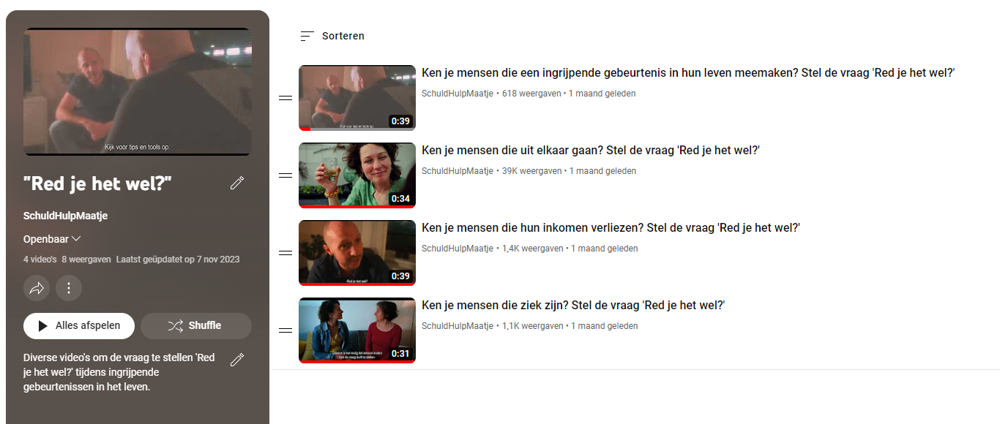 Kijk voor tips en tools op:
"Red je het wel?"
SchuldHulpMaatje
Openbaar
4 video's 8 weergaven Laatst geüpdatet op 7 nov 2023
Alles afspelen
Shuffle
Diverse video's om de vraag te stellen 'Red
je het wel?' tijdens ingrijpende
gebeurtenissen in het leven.
Sorteren
Kijk voor tips en tools op:
0:39
Ken je mensen die een ingrijpende gebeurtenis in hun leven meemaken? Stel de vraag 'Red je het wel?'
SchuldHulpMaatje • 618 weergaven • 1 maand geleden
0:34
Ken je mensen die uit elkaar gaan? Stel de vraag 'Red je het wel?'
SchuldHulpMaatje • 39K weergaven • 1 maand geleden
Red je het wel?
0:39
Ken je mensen die hun inkomen verliezen? Stel de vraag 'Red je het wel?'
SchuldHulpMaatje • 1,4K weergaven • 1 maand geleden
0:31
Ken je mensen die ziek zijn? Stel de vraag 'Red je het wel?'
SchuldHulpMaatje • 1,1K weergaven • 1 maand geleden